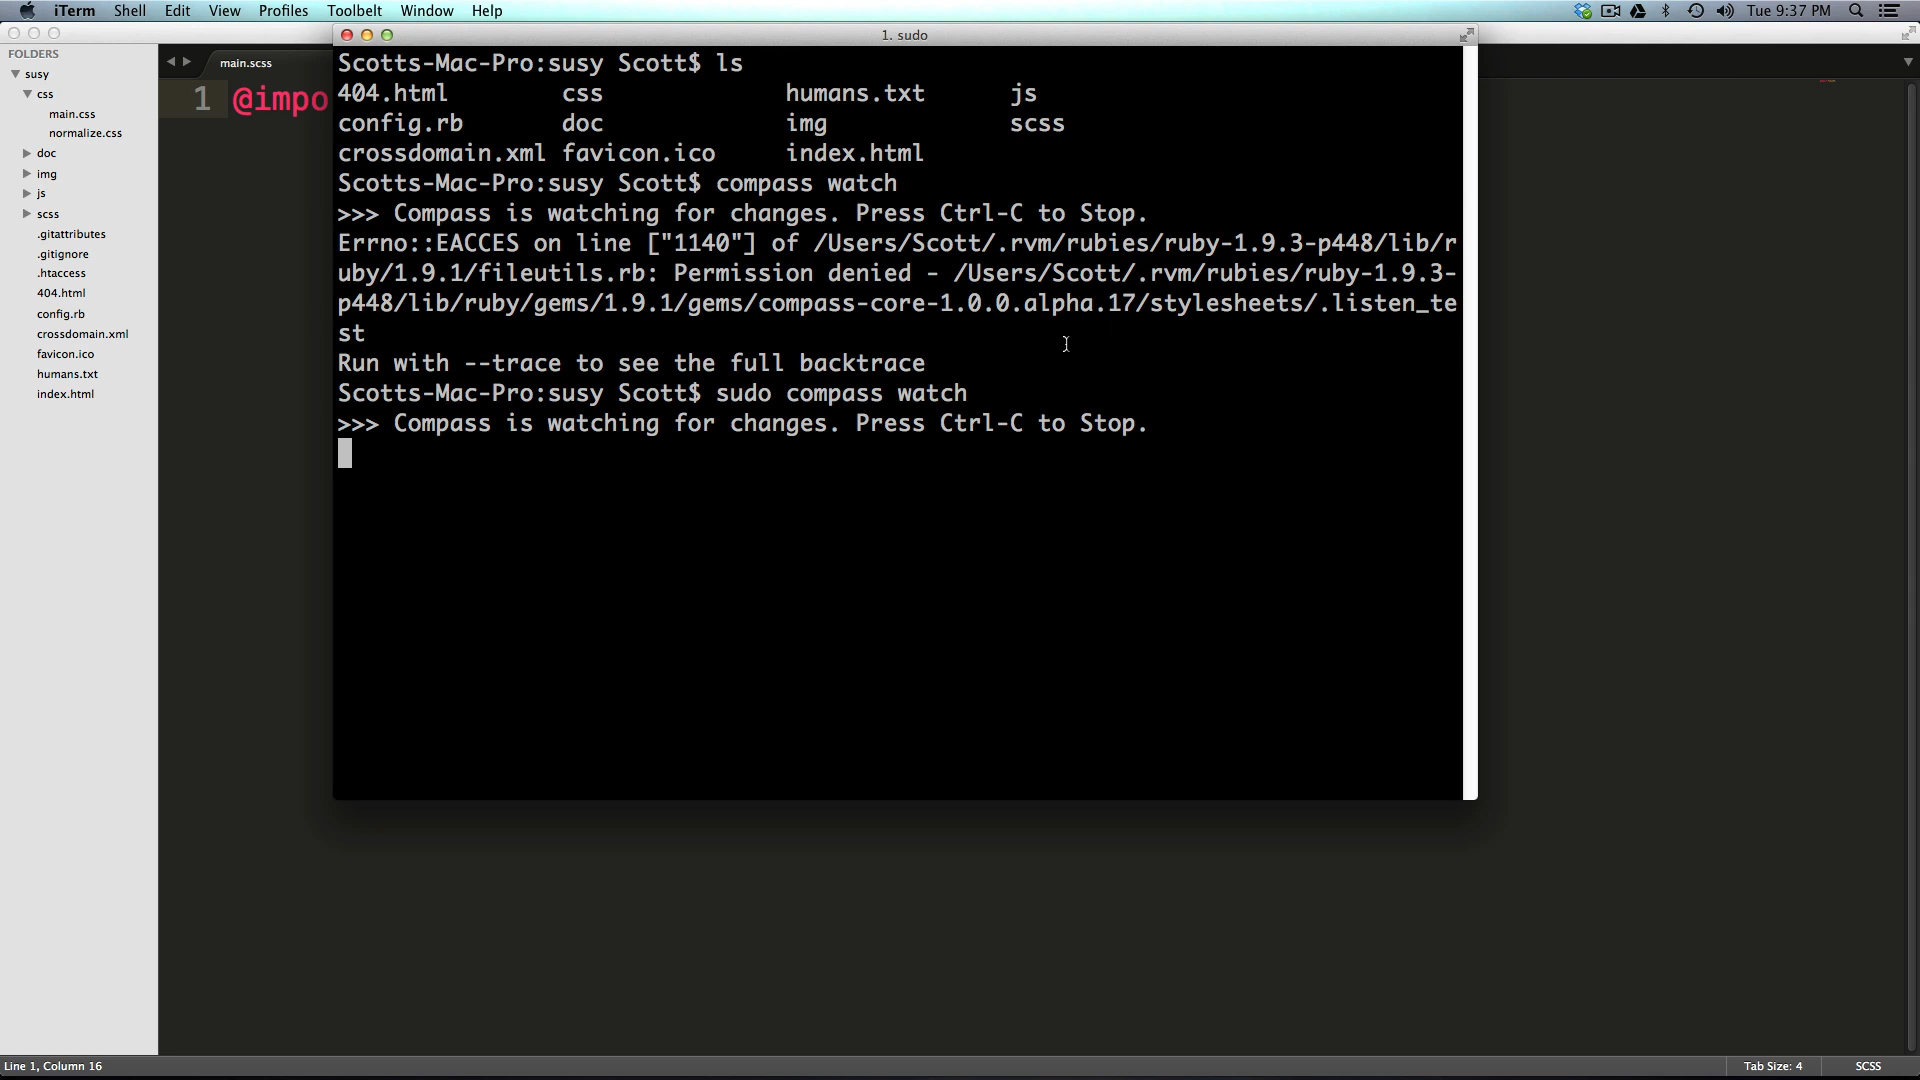 iTerm Shell Edit View Profiles Toolbelt Window Help Tue 9:37 PM
1. sudo
FOLDERS
susy
css
main.css
normalize.css
doc
img
js
scss
.gitattributes
.gitignore
.htaccess
404.html
config.rb
crossdomain.xml
favicon.ico
humans.txt
index.html
main.scss
1 @impo
Scotts-Mac-Pro:susy Scott$ ls
404.html css humans.txt js
config.rb doc img scss
crossdomain.xml favicon.ico index.html
Scotts-Mac-Pro:susy Scott$ compass watch
>>> Compass is watching for changes. Press Ctrl-C to Stop.
Errno::EACCES on line ["1140"] of /Users/Scott/.rvm/rubies/ruby-1.9.3-p448/lib/r
uby/1.9.1/fileutils.rb: Permission denied - /Users/Scott/.rvm/rubies/ruby-1.9.3-
p448/lib/ruby/gems/1.9.1/gems/compass-core-1.0.0.alpha.17/stylesheets/.listen_te
st
Run with --trace to see the full backtrace
Scotts-Mac-Pro:susy Scott$ sudo compass watch
>>> Compass is watching for changes. Press Ctrl-C to Stop.
Line 1, Column 16 Tab Size: 4 SCSS